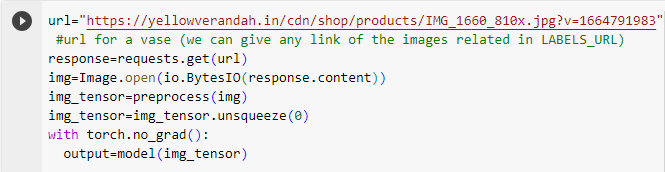 url="https://yellowverandah.in/cdn/shop/products/IMG_1660_810x.jpg?v=1664791983"
#url for a vase (we can give any link of the images related in LABELS_URL)
response=requests.get(url)
img=Image.open(io.BytesIO(response.content))
img_tensor=preprocess(img)
img_tensor=img_tensor.unsqueeze(0)
with torch.no_grad():
  output=model(img_tensor)